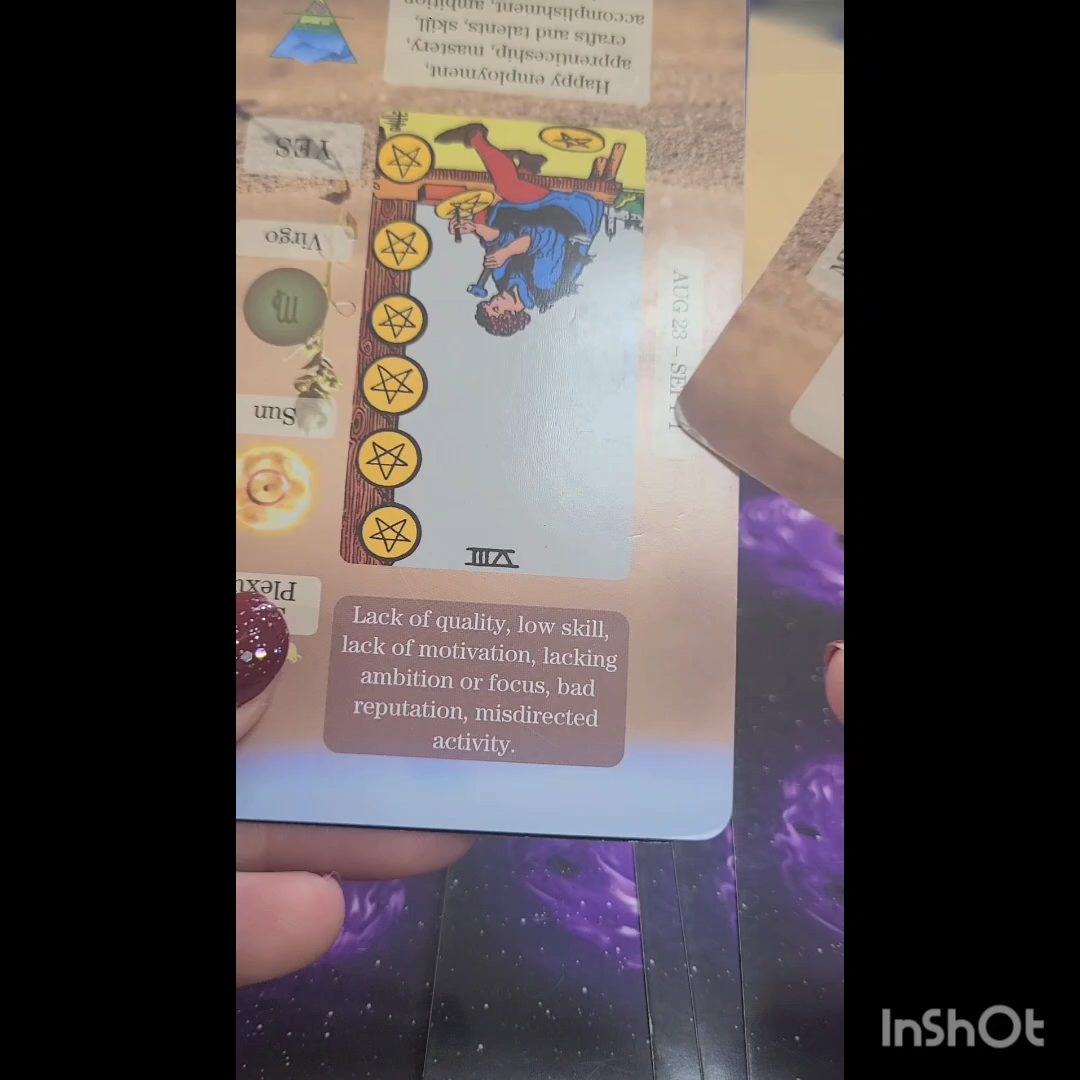 Happy employment,
apprenticeship, mastery,
crafts and talents, skill,
accomplishment, ambition
YES
Virgo
Sun
Plexu
AUG 23 – SE
VIII
Lack of quality, low skill,
lack of motivation, lacking
ambition or focus, bad
reputation, misdirected
activity.
InShOt